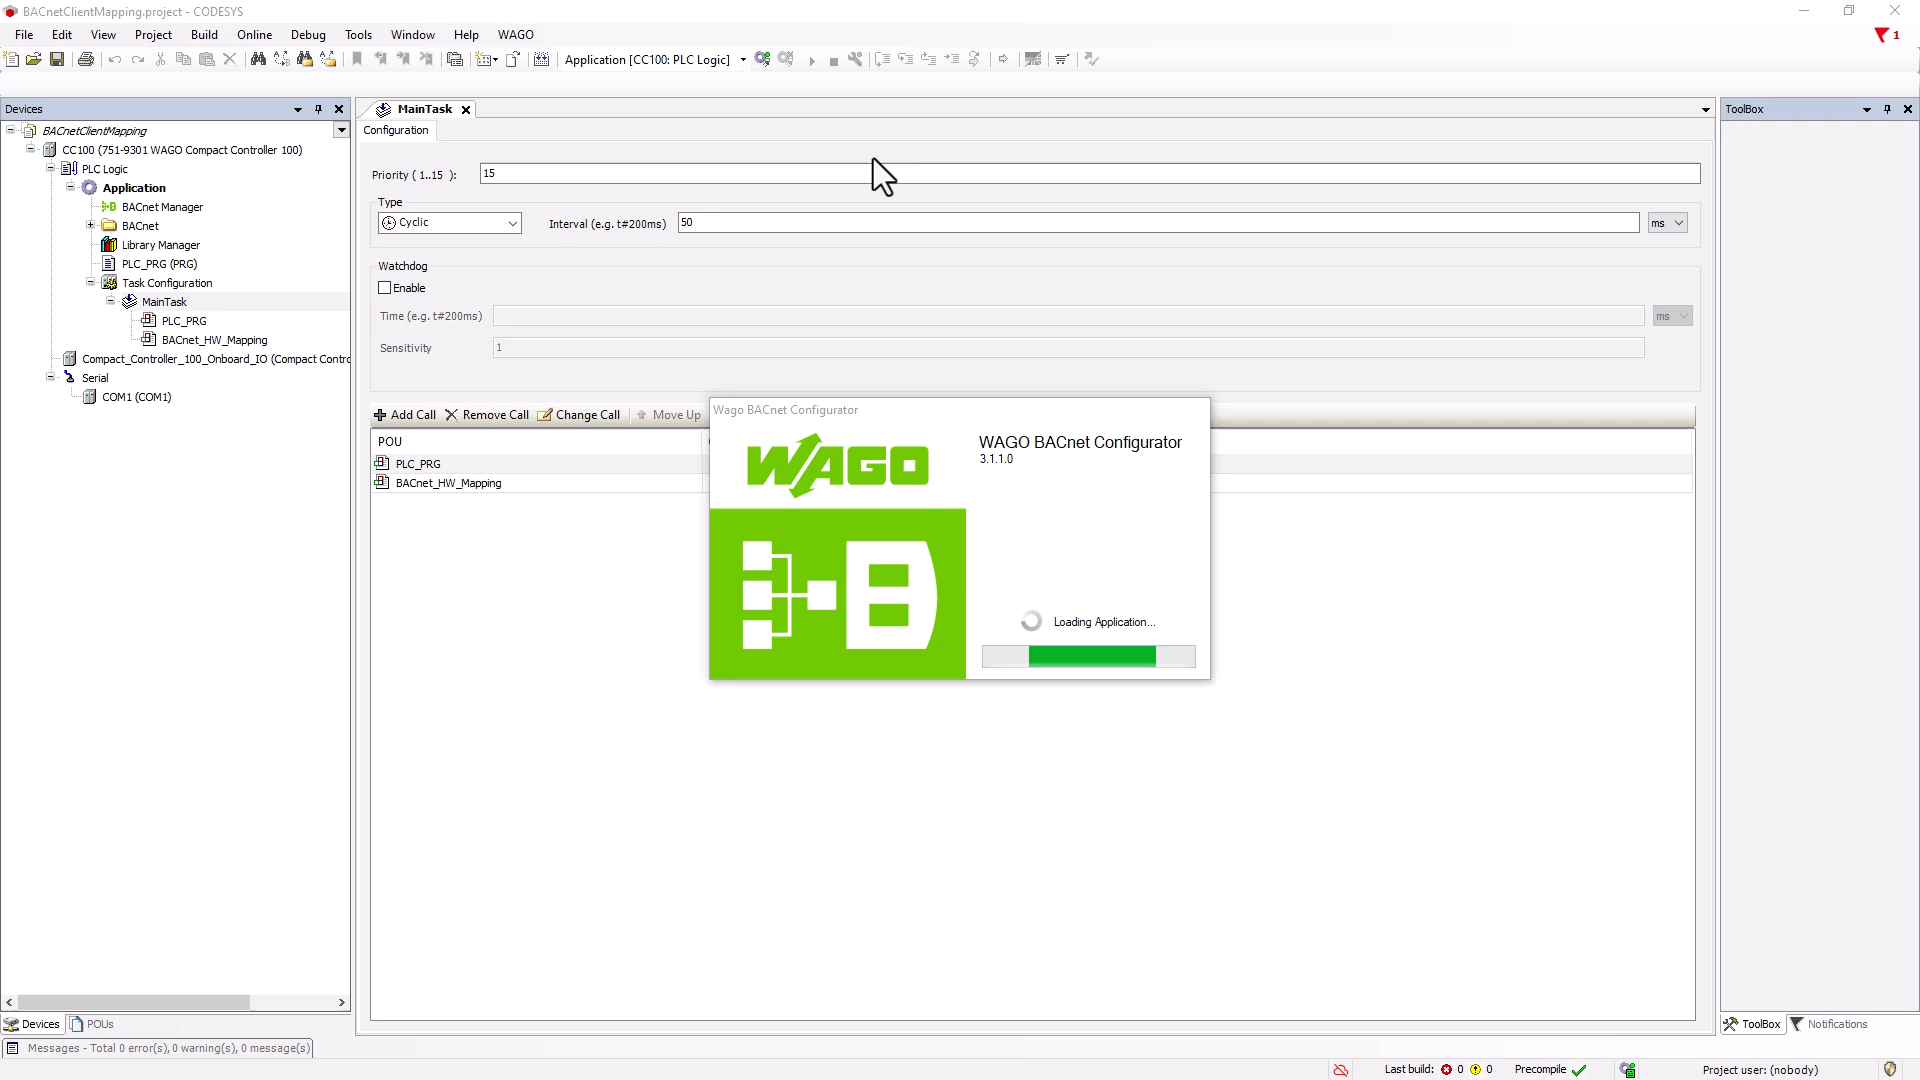 BACnetClientMapping.project - CODESYS
File Edit View Project Build Online Debug Tools Window Help WAGO
1
Application [CC100: PLC Logic]
Devices
BACnetClientMapping
CC100 (751-9301 WAGO Compact Controller 100)
PLC Logic
Application
BACnet Manager
BACnet
Library Manager
PLC_PRG (PRG)
Task Configuration
MainTask
PLC_PRG
BACnet_HW_Mapping
Compact_Controller_100_Onboard_IO (Compact Contro
Serial
COM1 (COM1)
Devices POUs
MainTask
Configuration
Priority ( 1..15 ): 15
Type
Cyclic Interval (e.g. t#200ms) 50 ms
Watchdog
Enable
Time (e.g. t#200ms) ms
Sensitivity 1
Add Call Remove Call Change Call Move Up
POU
PLC_PRG
BACnet_HW_Mapping
Wago BACnet Configurator
WAGO
WAGO BACnet Configurator
3.1.1.0
B
Loading Application...
ToolBox
ToolBox Notifications
Messages - Total 0 error(s), 0 warning(s), 0 message(s)
Last build: 0 0 Precompile Project user: (nobody)